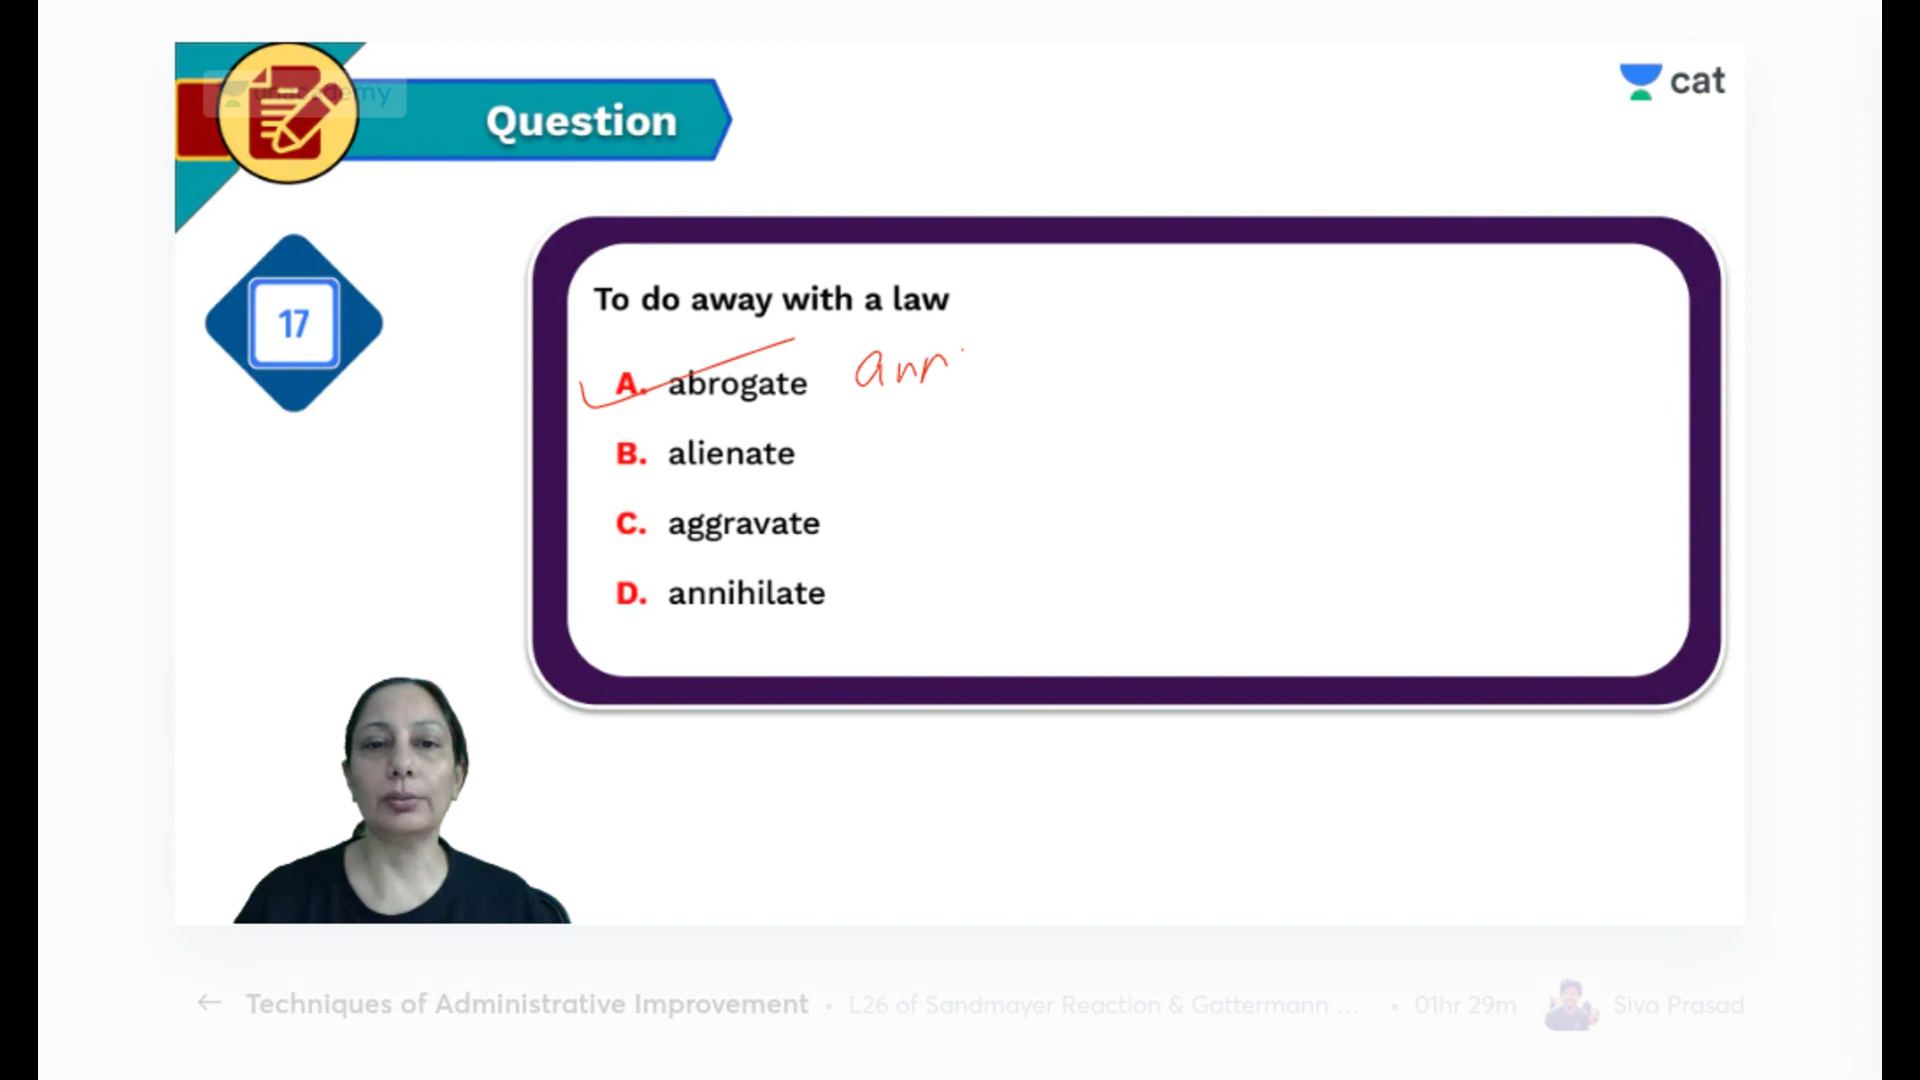 unacademy
Question
cat
17
To do away with a law
A. abrogate
ann
B. alienate
C. aggravate
D. annihilate
← Techniques of Administrative Improvement • L26 of Sandmayer Reaction & Gattermann ... • 01hr 29m Siva Prasad